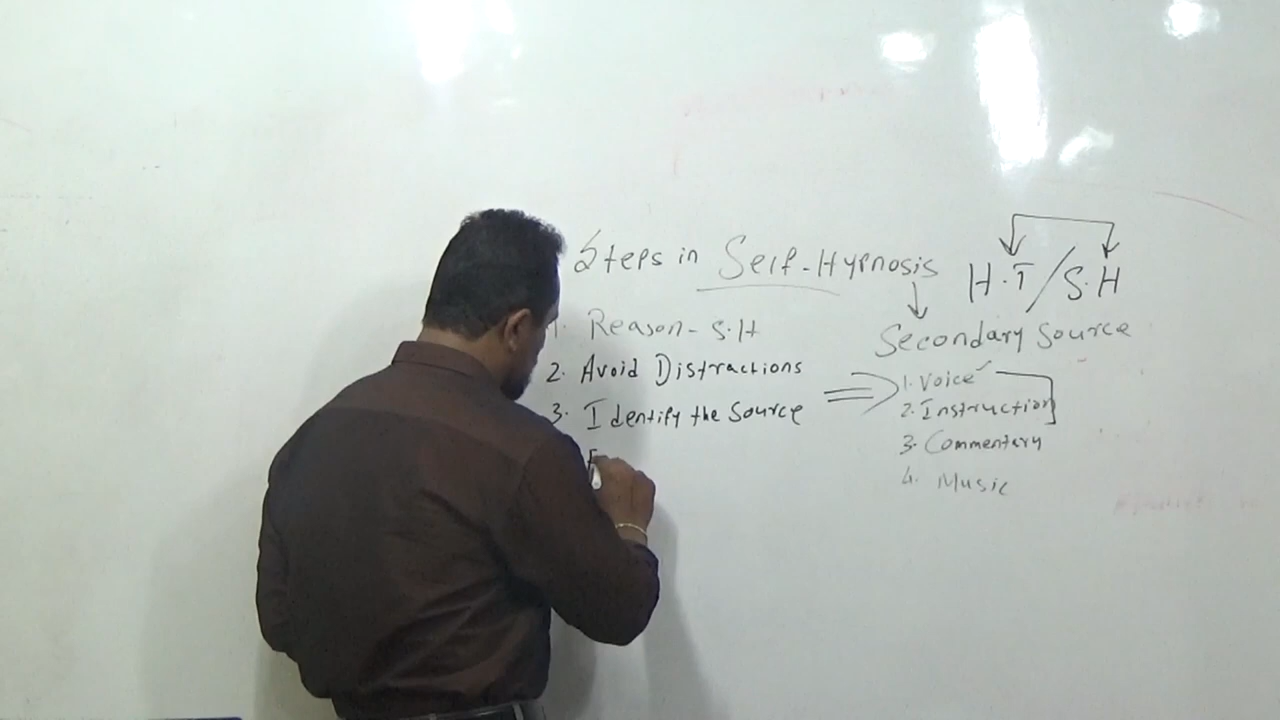 Steps in Self-Hypnosis
H.T/S.H
1. Reason - S.H
2. Avoid Distractions
3. Identify the Source
Secondary Source
1. Voice ✓
2. Instruction
3. Commentary
4. Music